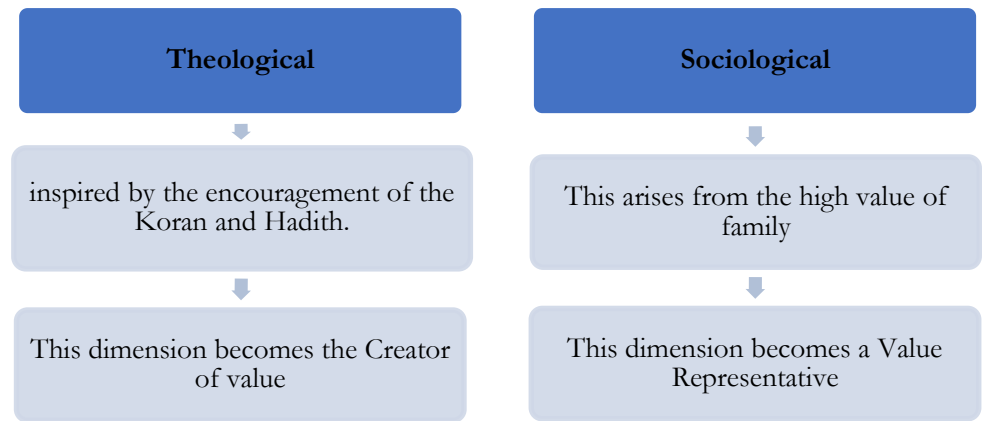 Theological
inspired by the encouragement of the
Koran and Hadith.
This dimension becomes the Creator
of value
Sociological
This arises from the high value of
family
This dimension becomes a Value
Representative